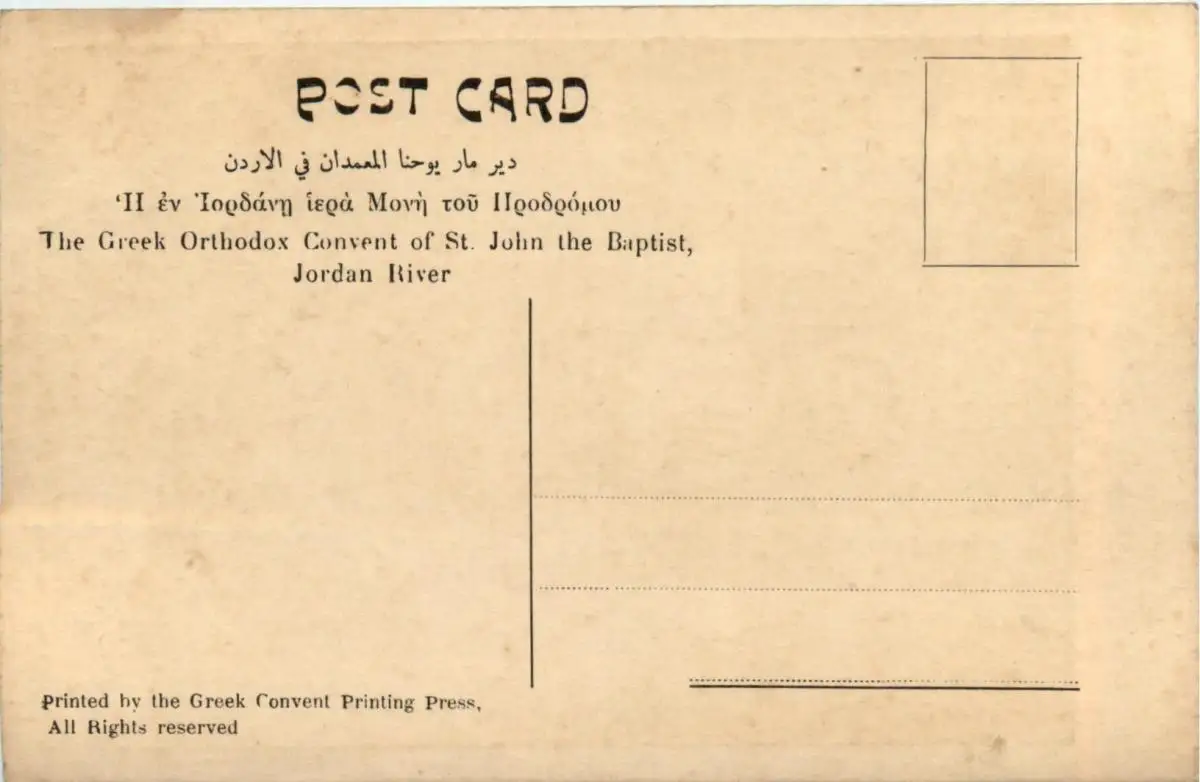 POST CARD
دير مار يوحنا المعمدان في الاردن
Ἡ ἐν Ἰορδάνῃ ἱερὰ Μονὴ τοῦ Προδρόμου
The Greek Orthodox Convent of St. John the Baptist,
Jordan River
Printed by the Greek Convent Printing Press,
All Rights reserved